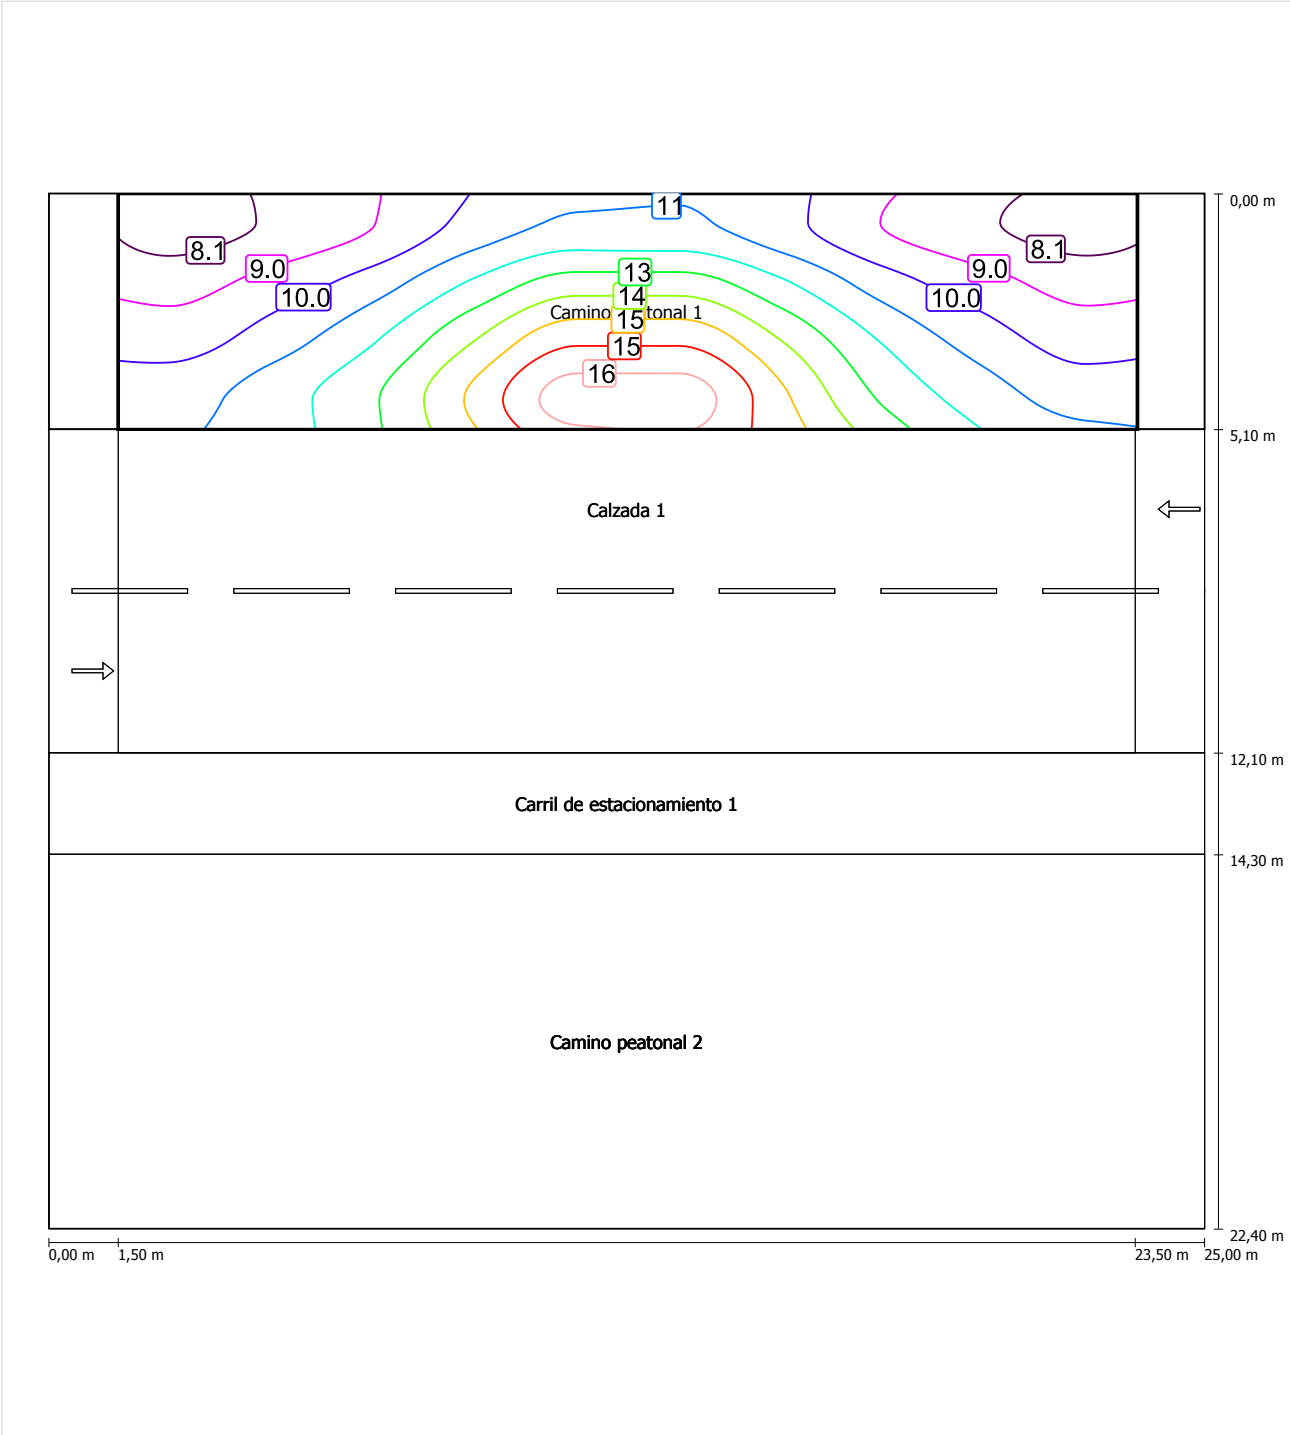 11
0,00 m
8.1
8.1
9.0
9.0
13
10.0
14
10.0
Camino peatonal 1
15
15
16
5,10 m
Calzada 1
12,10 m
Carril de estacionamiento 1
14,30 m
Camino peatonal 2
22,40 m
0,00 m
1,50 m
23,50 m
25,00 m